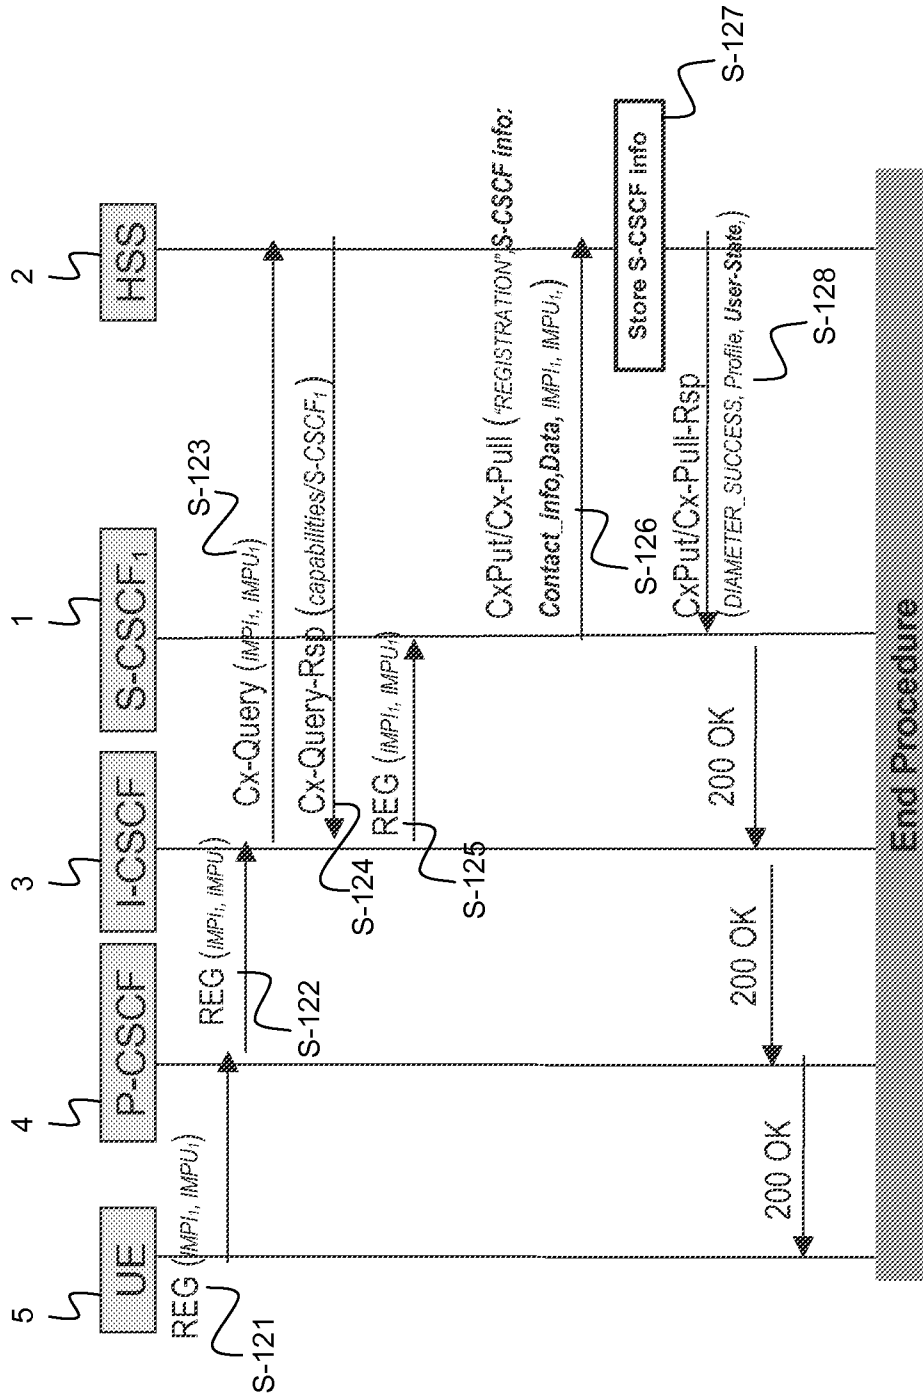 5
4
3
1
2
UE
P-CSCF
I-CSCF
S-CSCF₁
HSS
REG (IMPI₁, IMPU₁)
S-121
REG (IMPI₁, IMPU₁)
S-122
Cx-Query (IMPI₁, IMPU₁)
S-123
Cx-Query-Rsp (capabilities/S-CSCF₁)
S-124
REG (IMPI₁, IMPU₁)
S-125
CxPut/Cx-Pull ("REGISTRATION",S-CSCF info:
Contact_info,Data, IMPI₁, IMPU₁,)
S-126
Store S-CSCF info
S-127
CxPut/Cx-Pull-Rsp
(DIAMETER_SUCCESS, Profile, User-State,)
S-128
200 OK
200 OK
200 OK
End Procedure